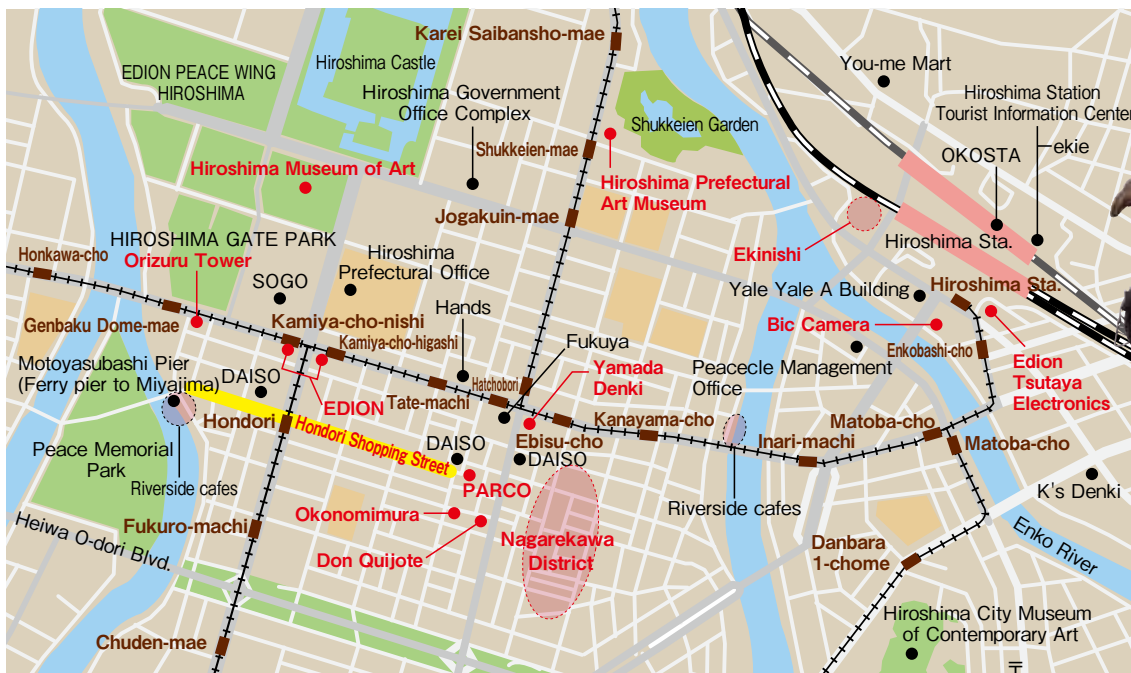 Karei Saibansho-mae
Hiroshima Castle
EDION PEACE WING
HIROSHIMA
You-me Mart
Hiroshima Government
Office Complex
Hiroshima Station
Tourist Information Center
ekie
OKOSTA
Shukkeien Garden
Shukkeien-mae
Hiroshima Museum of Art
Hiroshima Prefectural
Art Museum
Jogakuin-mae
Ekinishi
Hiroshima Sta.
HIROSHIMA GATE PARK
Orizuru Tower
Honkawa-cho
Hiroshima
Prefectural Office
SOGO
Yale Yale A Building
Hiroshima Sta.
Genbaku Dome-mae
Kamiya-cho-nishi
Hands
Kamiya-cho-higashi
Fukuya
Bic Camera
Enkobashi-cho
Motoyasubashi Pier
(Ferry pier to Miyajima)
DAISO
EDION
Hatchobori
Tate-machi
Yamada
Denki
Peacecle Management
Office
Edion
Tsutaya
Electronics
Hondori
Hondori Shopping Street
Kanayama-cho
Matoba-cho
Matoba-cho
Inari-machi
DAISO
Ebisu-cho
DAISO
Peace Memorial
Park
Riverside cafes
PARCO
K's Denki
Okonomimura
Riverside cafes
Fukuro-machi
Heiwa O-dori Blvd.
Don Quijote
Nagarekawa
District
Danbara
1-chome
Enko River
Chuden-mae
Hiroshima City Museum
of Contemporary Art
〒